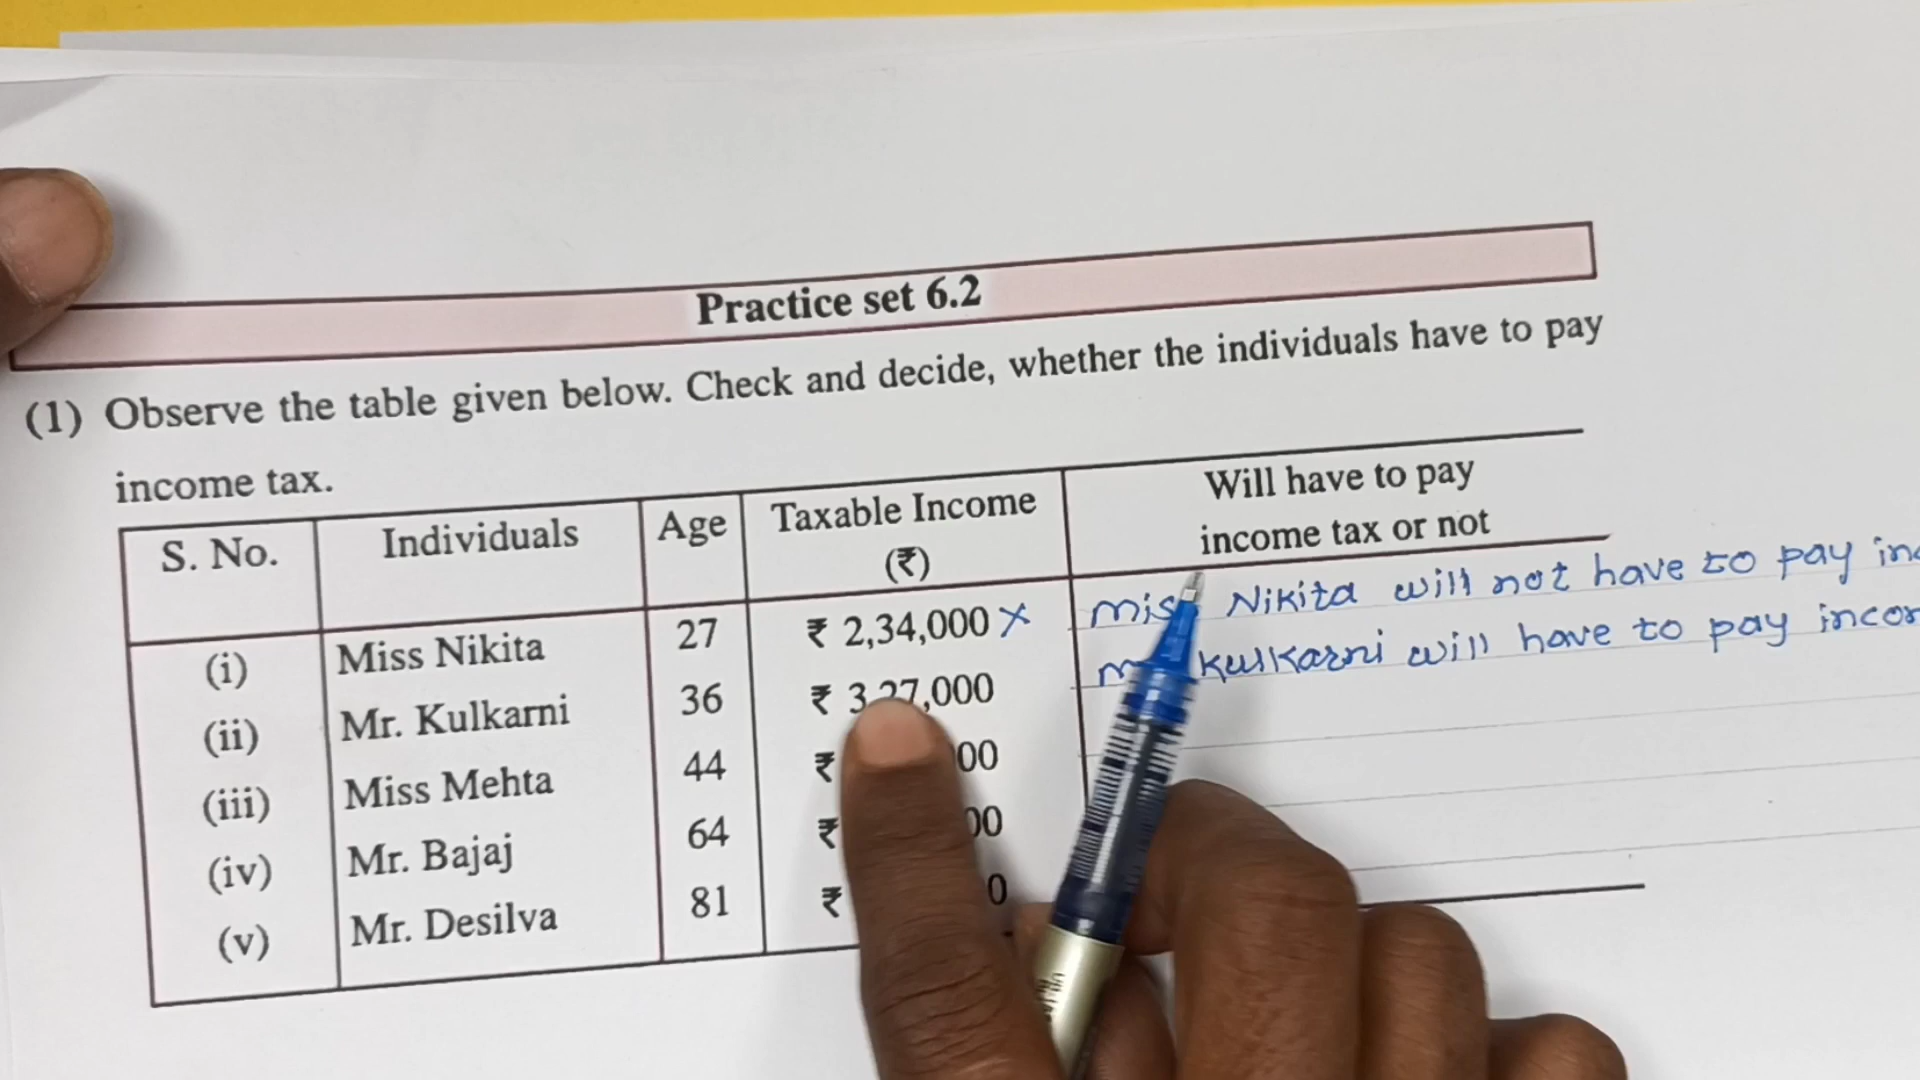 Practice set 6.2
(1) Observe the table given below. Check and decide, whether the individuals have to pay
income tax.
S. No. Individuals Age Taxable Income (₹) Will have to pay income tax or not
(i) Miss Nikita 27 ₹ 2,34,000 × miss Nikita will not have to pay
(ii) Mr. Kulkarni 36 ₹ 3,27,000 kulkarni will have to pay
(iii) Miss Mehta 44 ₹
(iv) Mr. Bajaj 64 ₹
(v) Mr. Desilva 81 ₹